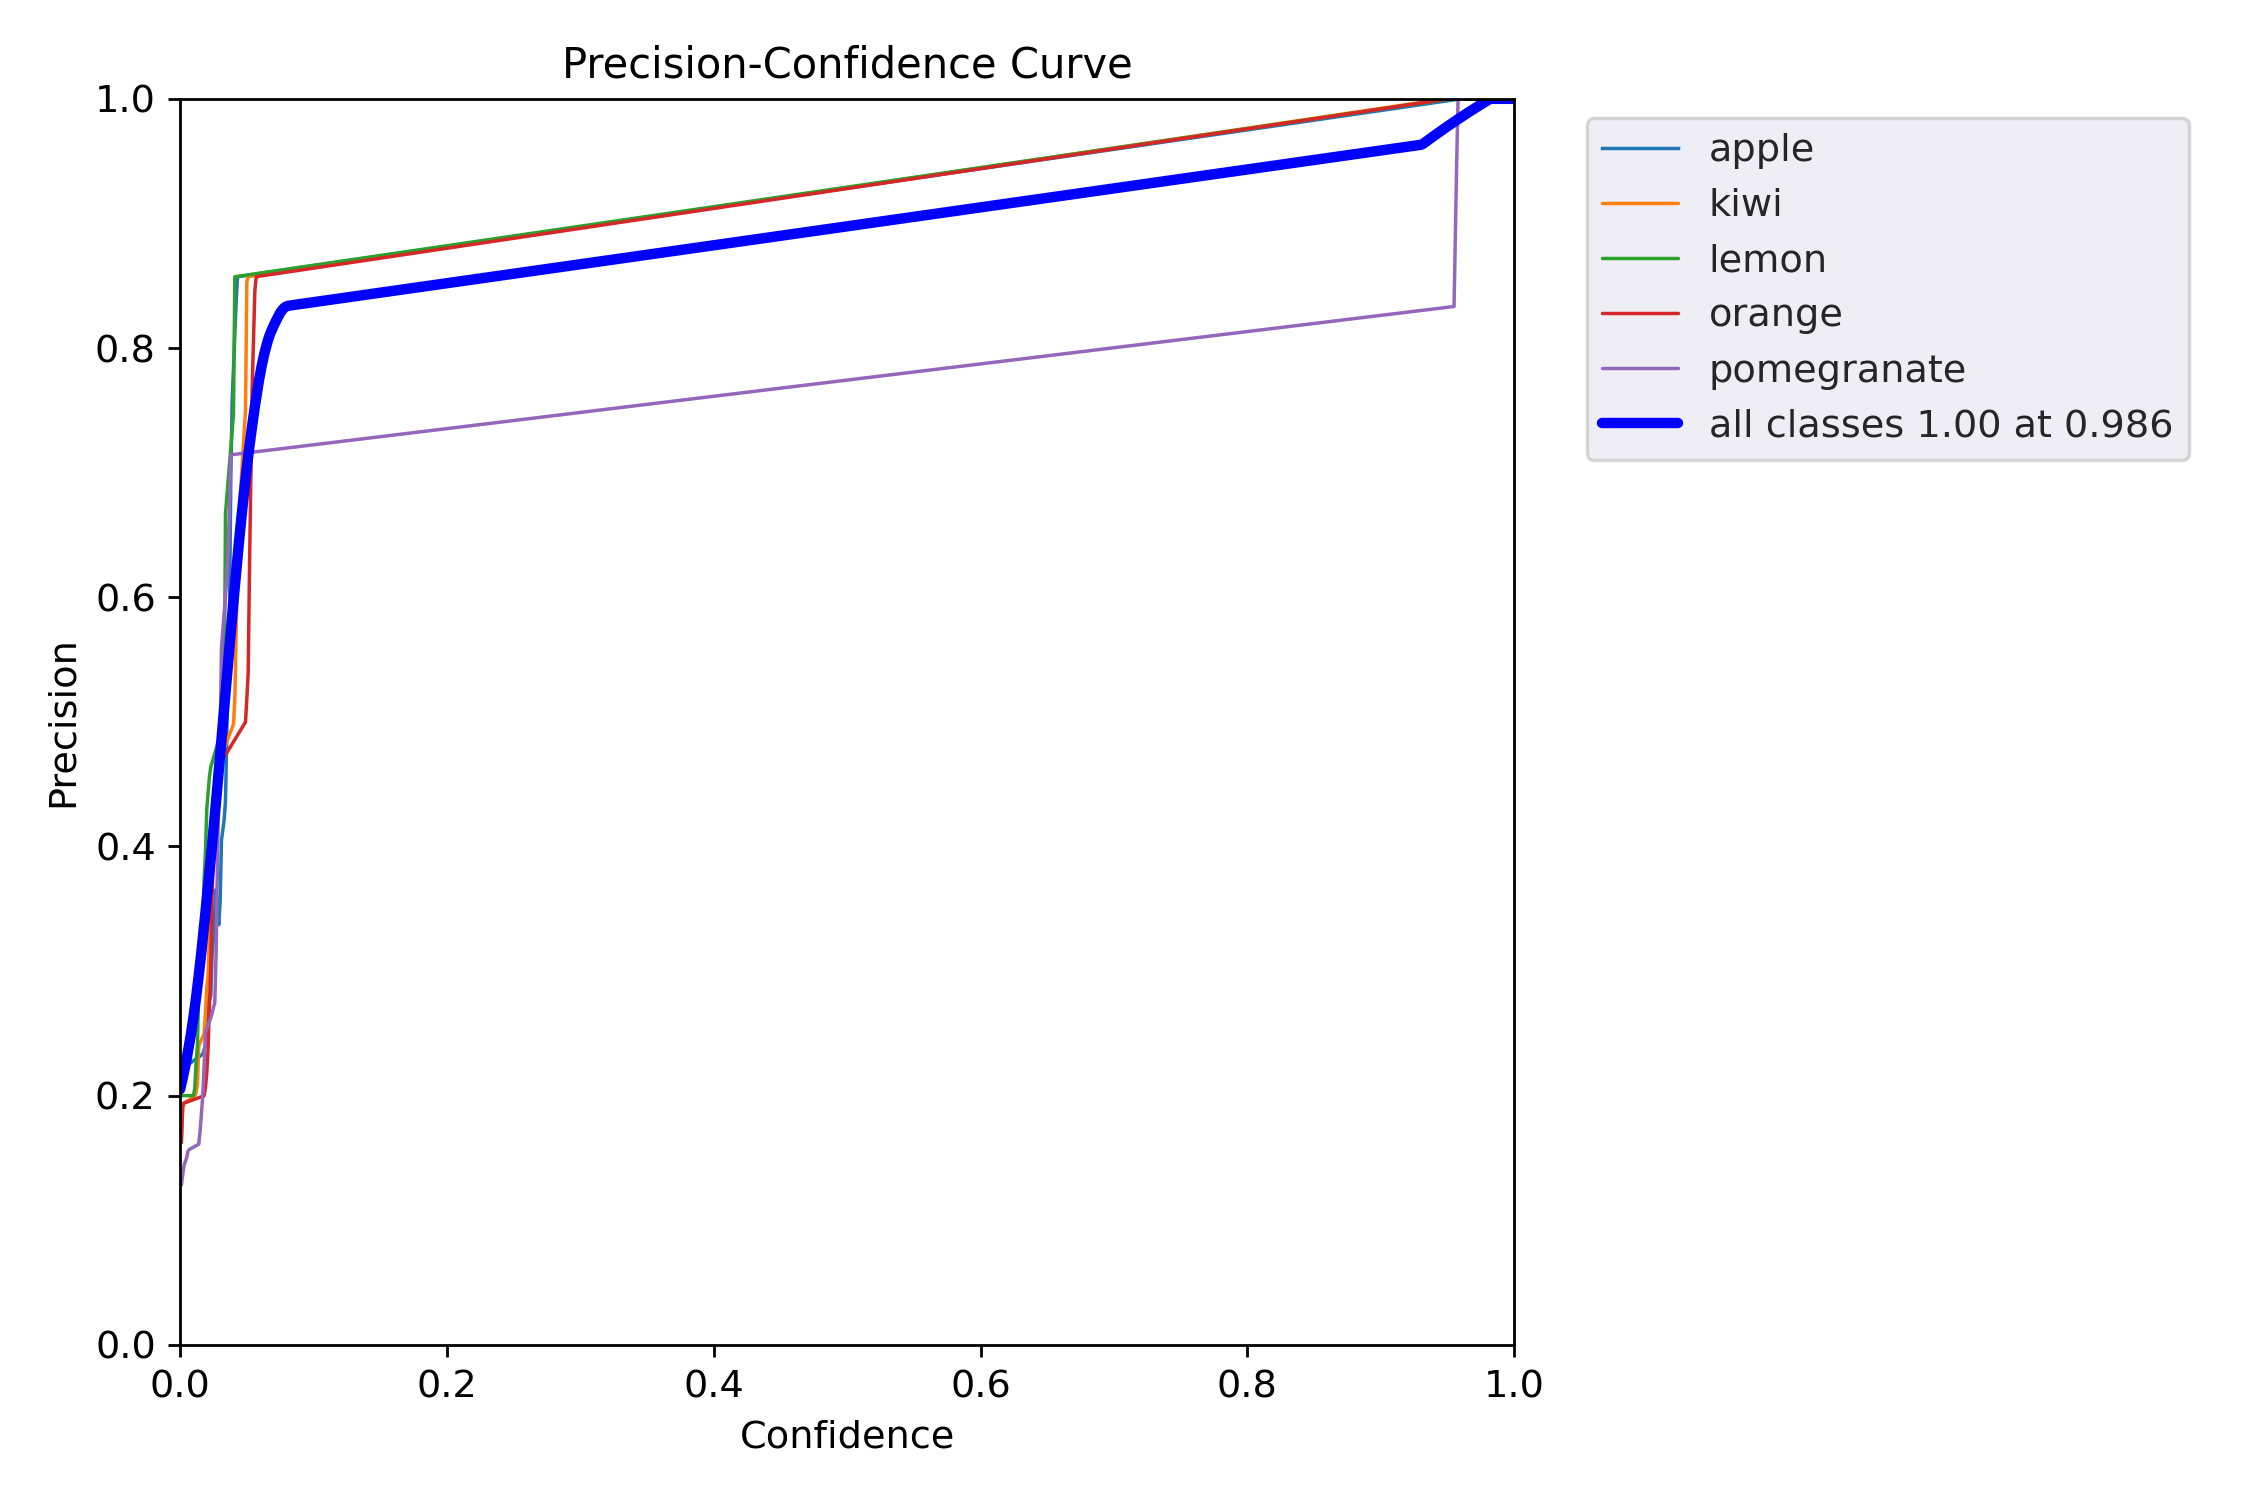 Precision-Confidence Curve
1.0
0.8
0.6
0.4
0.2
0.0
Precision
0.0 0.2 0.4 0.6 0.8 1.0
Confidence
apple
kiwi
lemon
orange
pomegranate
all classes 1.00 at 0.986